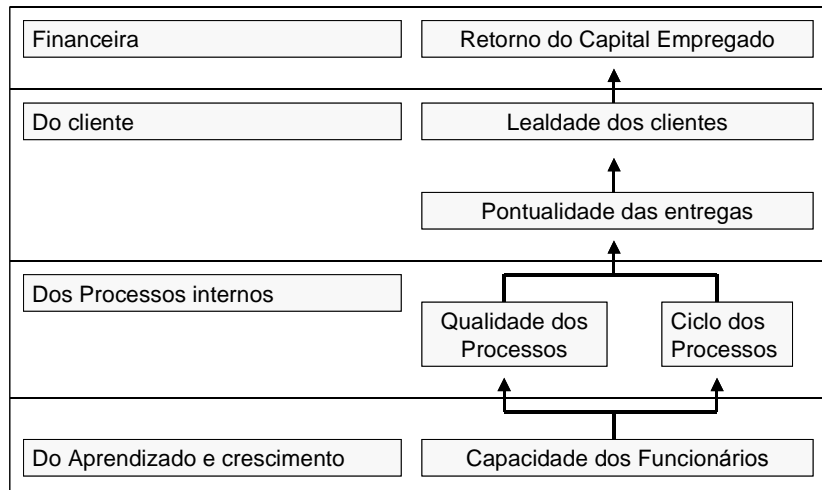 Financeira
Retorno do Capital Empregado
Do cliente
Lealdade dos clientes
Pontualidade das entregas
Dos Processos internos
Qualidade dos
Processos
Ciclo dos
Processos
Do Aprendizado e crescimento
Capacidade dos Funcionários